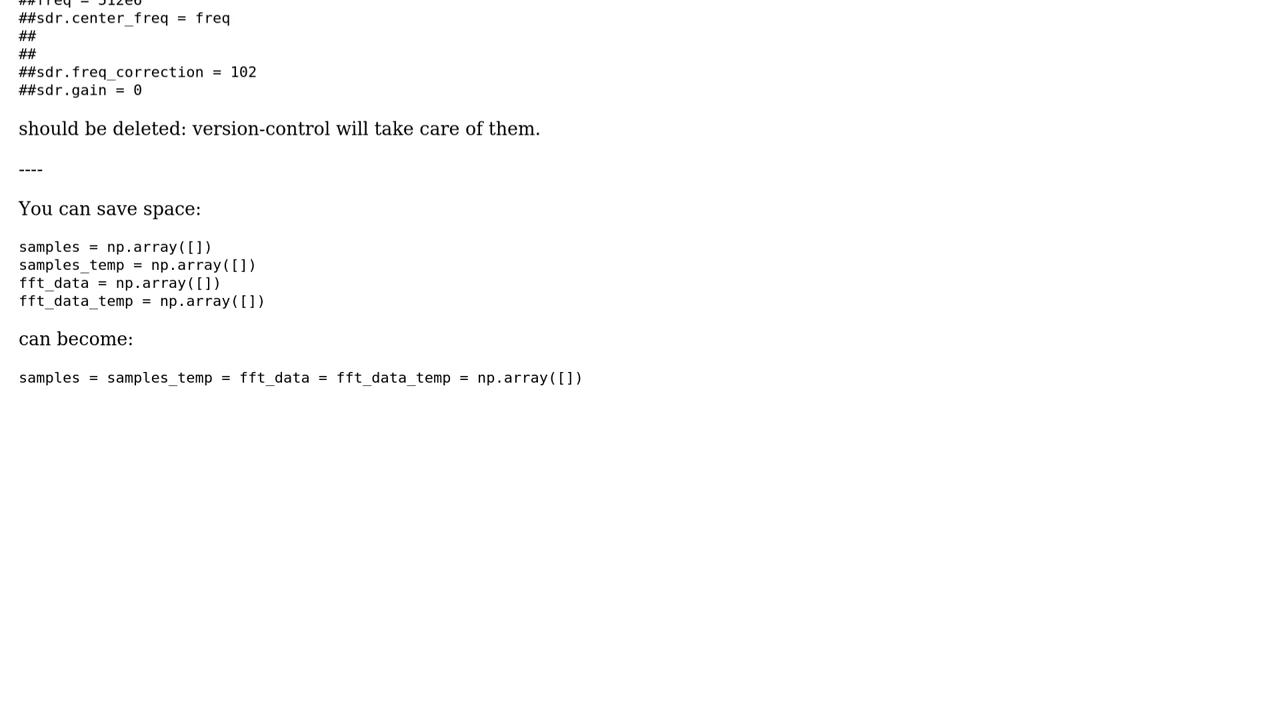 ##freq = 512e6
##sdr.center_freq = freq
##
##
##sdr.freq_correction = 102
##sdr.gain = 0
should be deleted: version-control will take care of them.
----
You can save space:
samples = np.array([])
samples_temp = np.array([])
fft_data = np.array([])
fft_data_temp = np.array([])
can become:
samples = samples_temp = fft_data = fft_data_temp = np.array([])